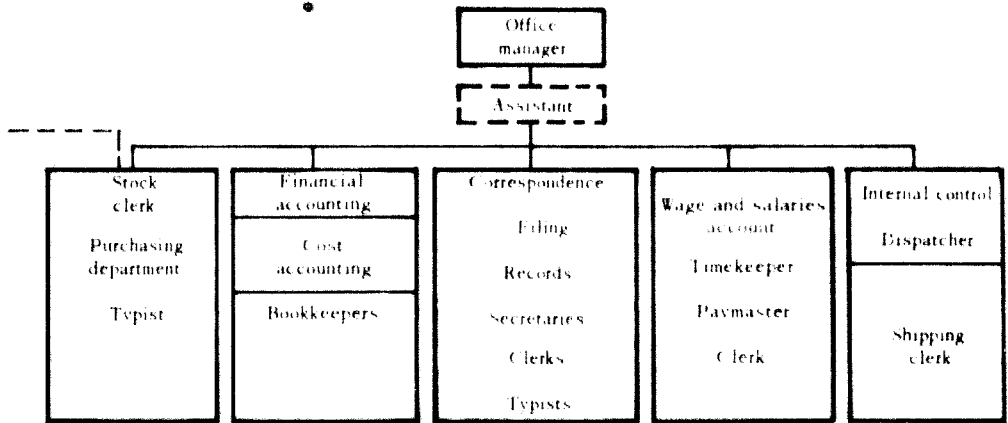 Office
manager
Assistant
Stock
clerk
Purchasing
department
Typist
Financial
accounting
Cost
accounting
Bookkeepers
Correspondence
Filing
Records
Secretaries
Clerks
Typists
Wage and salaries
account
Timekeeper
Paymaster
Clerk
Internal control
Dispatcher
Shipping
clerk